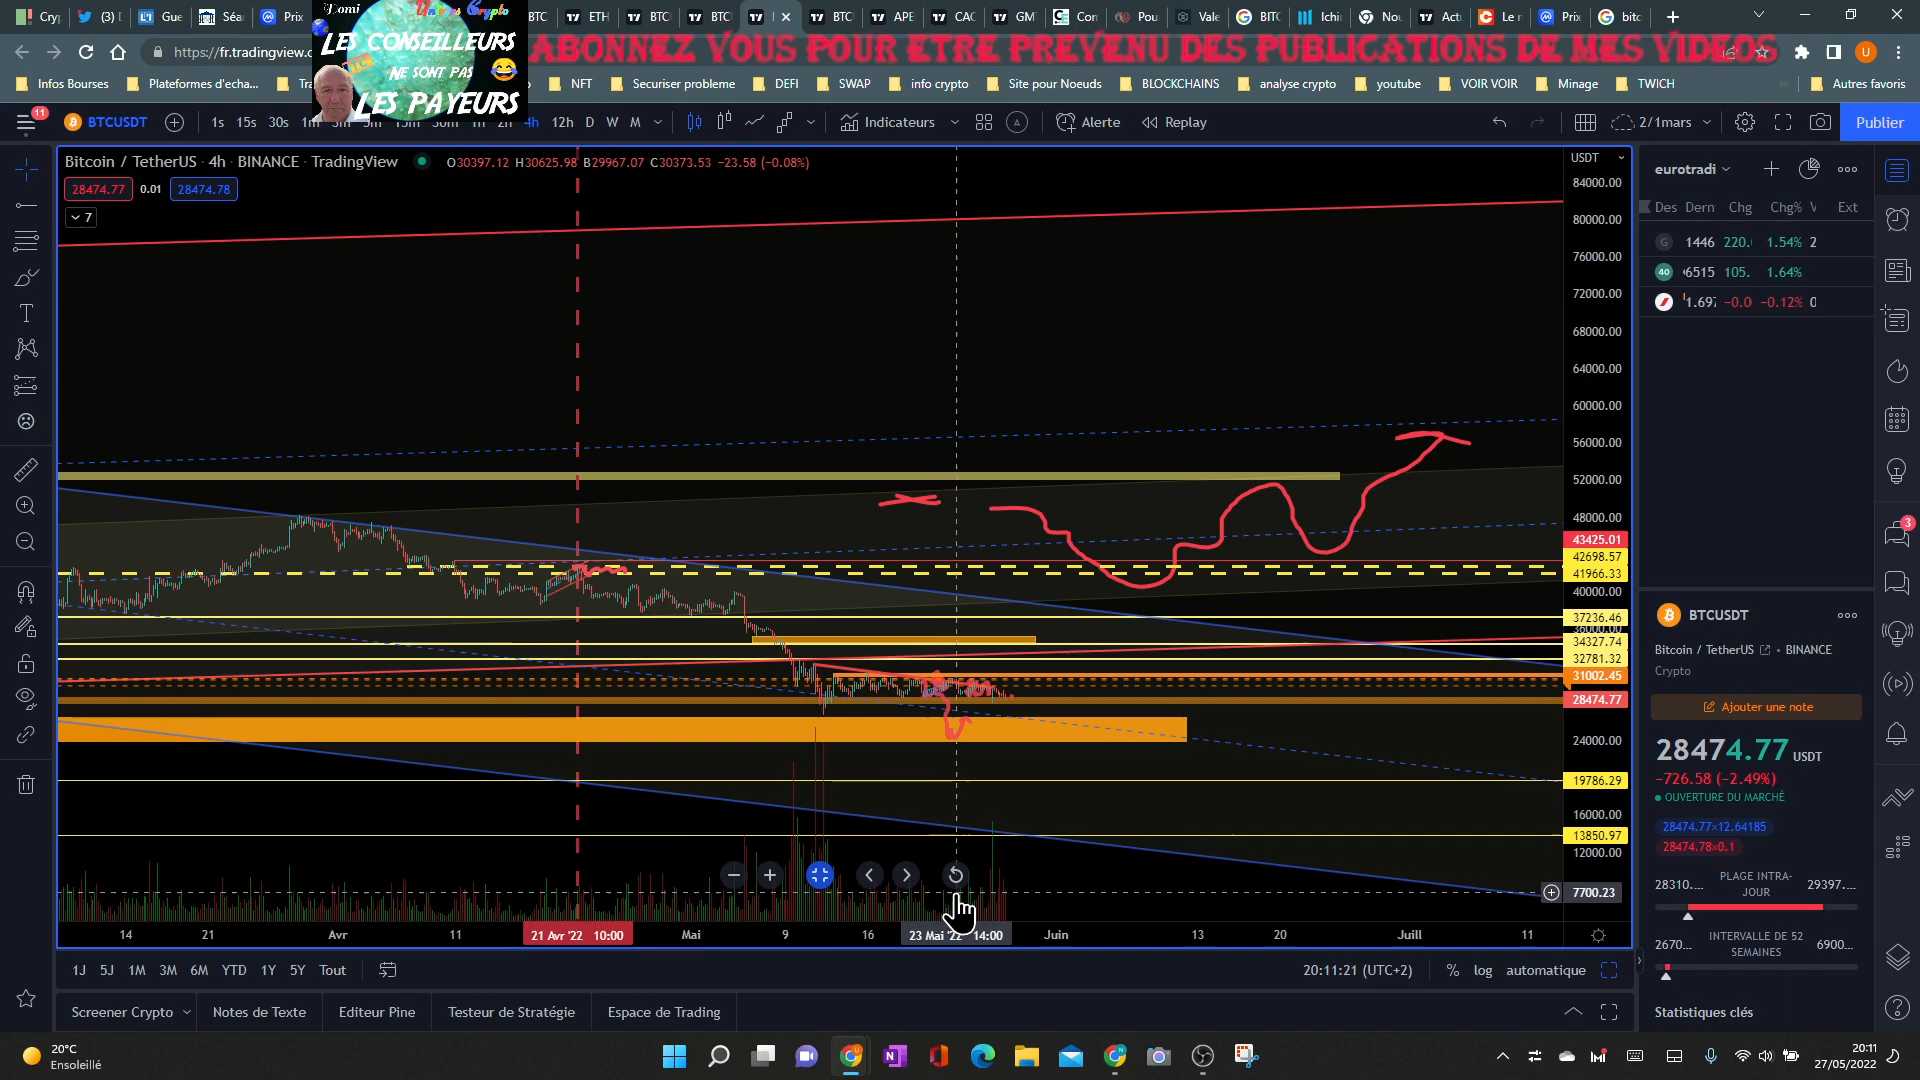 Cryp
(3)
Gue
Séa
Prix
BTC
ETH
BTC
BTC
BTC
APE
CAC
GM
Con
Pou
Vale
BITC
Ichi
Nou
Actu
Le r
Prix
bitc
https://fr.tradingview.c
Domi
Univers Crypto
LES CONSEILLEURS
BTC
NE SONT PAS
LES PAYEURS
ABONNEZ VOUS POUR ETRE PREVENU DES PUBLICATIONS DE MES VIDEOS
U
Infos Bourses
Plateformes d'echa...
NFT
Securiser probleme
DEFI
SWAP
info crypto
Site pour Noeuds
BLOCKCHAINS
analyse crypto
youtube
VOIR VOIR
Minage
TWICH
Autres favoris
11
BTCUSDT
1s 15s 30s 1m 3m 5m 15m 30m 1h 2h 4h 12h D W M
Indicateurs
A
Alerte
Replay
2/1mars
Publier
Bitcoin / TetherUS · 4h · BINANCE · TradingView
O30397.12 H30625.98 B29967.07 C30373.53 −23.58 (−0.08%)
28474.77 0.01 28474.78
7
USDT
84000.00
80000.00
76000.00
72000.00
68000.00
64000.00
60000.00
56000.00
52000.00
48000.00
43425.01
42698.57
41966.33
40000.00
37236.46
36000.00
34327.74
32781.32
31002.45
28474.77
24000.00
19786.29
16000.00
13850.97
12000.00
7700.23
14 21 Avr 11 21 Avr '22 10:00 Mai 9 16 23 Mai '22 14:00 Juin 13 20 Juill 11
1J 5J 1M 3M 6M YTD 1Y 5Y Tout
20:11:21 (UTC+2)
% log automatique
Screener Crypto
Notes de Texte
Editeur Pine
Testeur de Stratégie
Espace de Trading
eurotradi
Des Dern Chg Chg% V Ext
G 1446 220. 1.54% 2
40 6515 105. 1.64%
1.697 −0.0 −0.12% 0
BTCUSDT
Bitcoin / TetherUS • BINANCE
Crypto
Ajouter une note
28474.77 USDT
−726.58 (−2.49%)
OUVERTURE DU MARCHÉ
28474.77×12.64185
28474.78×0.1
28310.... PLAGE INTRA-JOUR 29397....
2670... INTERVALLE DE 52 SEMAINES 6900...
Statistiques clés
3
20°C
Ensoleillé
20:11
27/05/2022